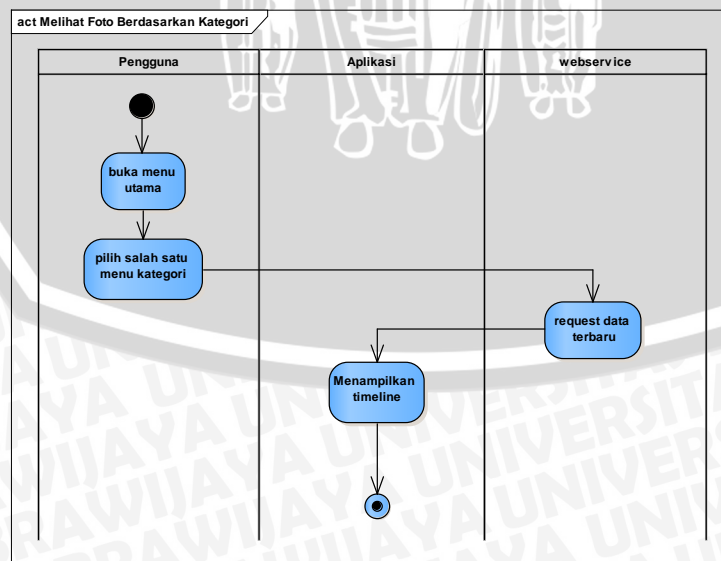 act Melihat Foto Berdasarkan Kategori
Pengguna
Aplikasi
webservice
buka menu
utama
pilih salah satu
menu kategori
request data
terbaru
Menampilkan
timeline